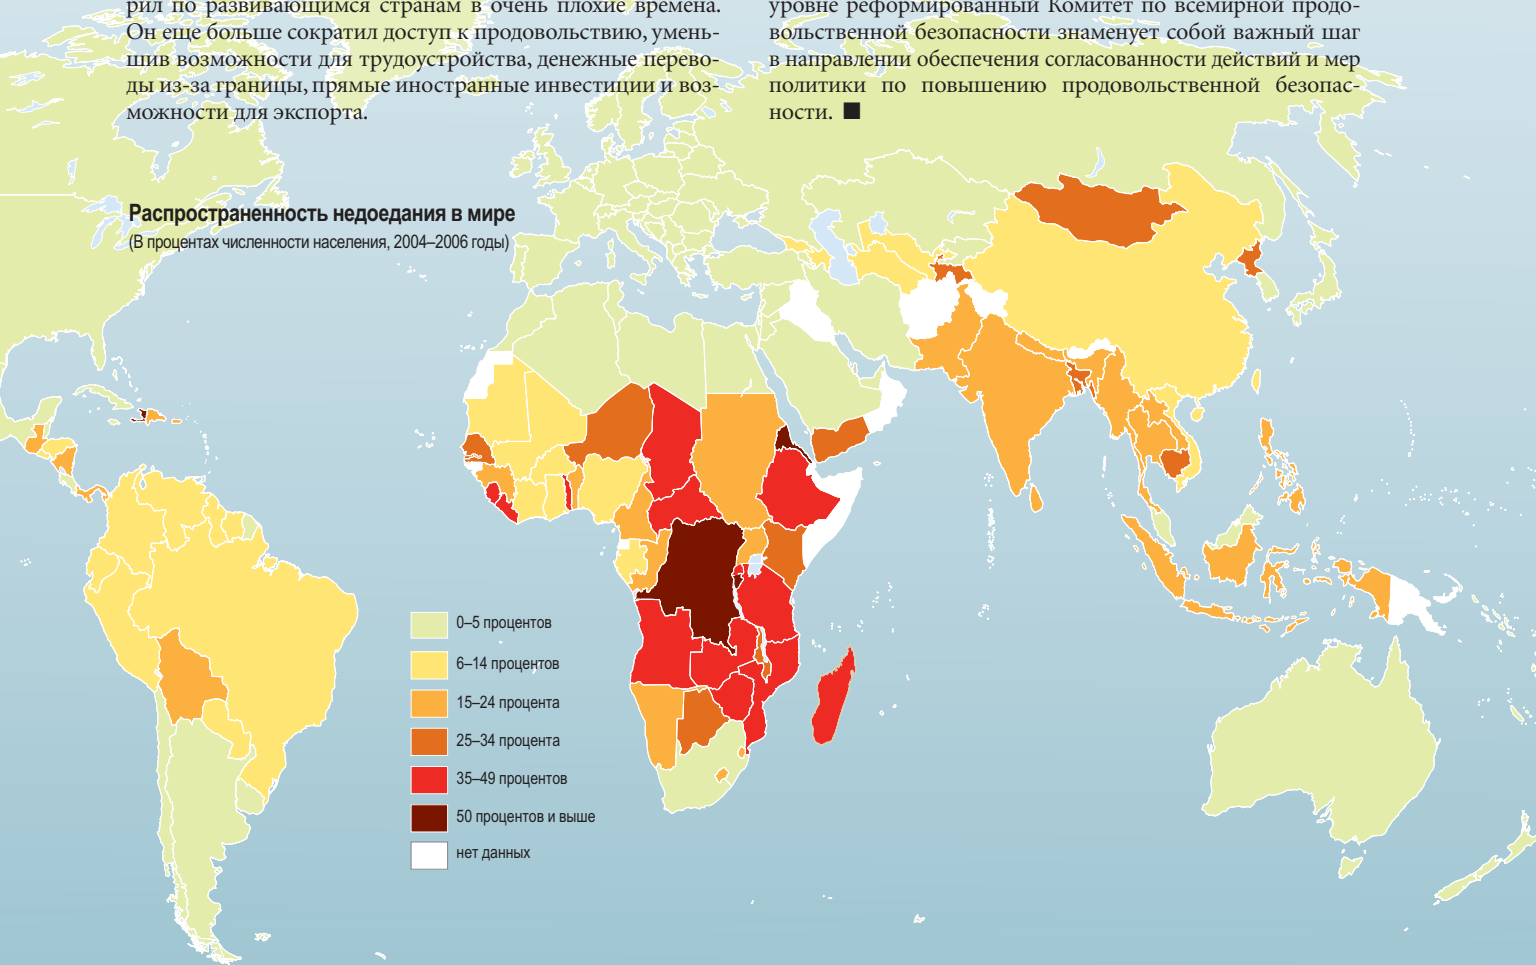 рил по развивающимся странам в очень плохие времена.
Он еще больше сократил доступ к продовольствию, умень-
шив возможности для трудоустройства, денежные перево-
ды из-за границы, прямые иностранные инвестиции и воз-
можности для экспорта.
уровне реформированный Комитет по всемирной продо-
вольственной безопасности знаменует собой важный шаг
в направлении обеспечения согласованности действий и мер
политики по повышению продовольственной безопас-
ности. ■
Распространенность недоедания в мире
(В процентах численности населения, 2004–2006 годы)
0–5 процентов
6–14 процентов
15–24 процента
25–34 процента
35–49 процентов
50 процентов и выше
нет данных